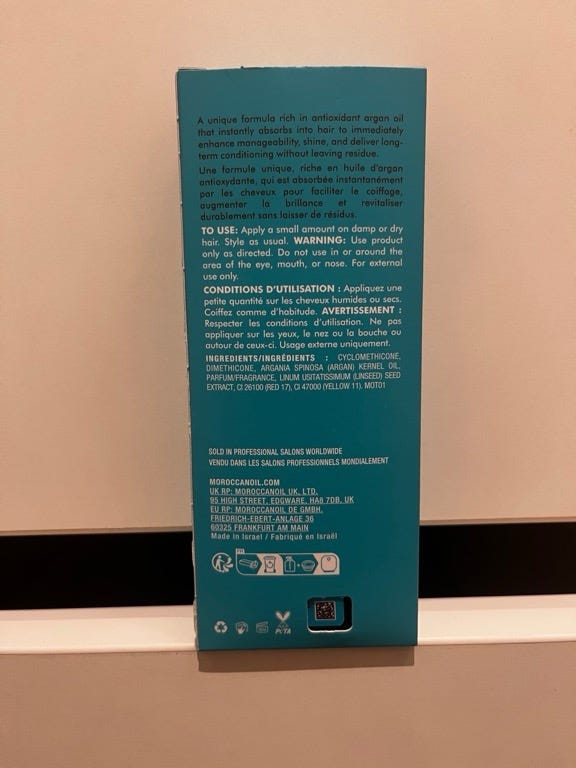 A unique formula rich in antioxidant argan oil
that instantly absorbs into hair to immediately
enhance manageability, shine, and deliver long-
term conditioning without leaving residue.
Une formule unique, riche en huile d'argan
antioxydante, qui est absorbée instantanément
par les cheveux pour faciliter le coiffage,
augmenter la brillance et revitaliser
durablement sans laisser de résidus.
TO USE: Apply a small amount on damp or dry
hair. Style as usual. WARNING: Use product
only as directed. Do not use in or around the
area of the eye, mouth, or nose. For external
use only.
CONDITIONS D'UTILISATION : Appliquez une
petite quantité sur les cheveux humides ou secs.
Coiffez comme d'habitude. AVERTISSEMENT :
Respecter les conditions d'utilisation. Ne pas
appliquer sur les yeux, le nez ou la bouche ou
autour de ceux-ci. Usage externe uniquement.
INGREDIENTS/INGRÉDIENTS : CYCLOMETHICONE,
DIMETHICONE, ARGANIA SPINOSA (ARGAN) KERNEL OIL,
PARFUM/FRAGRANCE, LINUM USITATISSIMUM (LINSEED) SEED
EXTRACT, CI 26100 (RED 17), CI 47000 (YELLOW 11). MOT01
SOLD IN PROFESSIONAL SALONS WORLDWIDE
VENDU DANS LES SALONS PROFESSIONNELS MONDIALEMENT
MOROCCANOIL.COM
UK RP: MOROCCANOIL UK, LTD.
95 HIGH STREET, EDGWARE, HA8 7DB, UK
EU RP: MOROCCANOIL DE GMBH,
FRIEDRICH-EBERT-ANLAGE 36
60325 FRANKFURT AM MAIN
Made in Israel / Fabriqué en Israël
FR
PETA